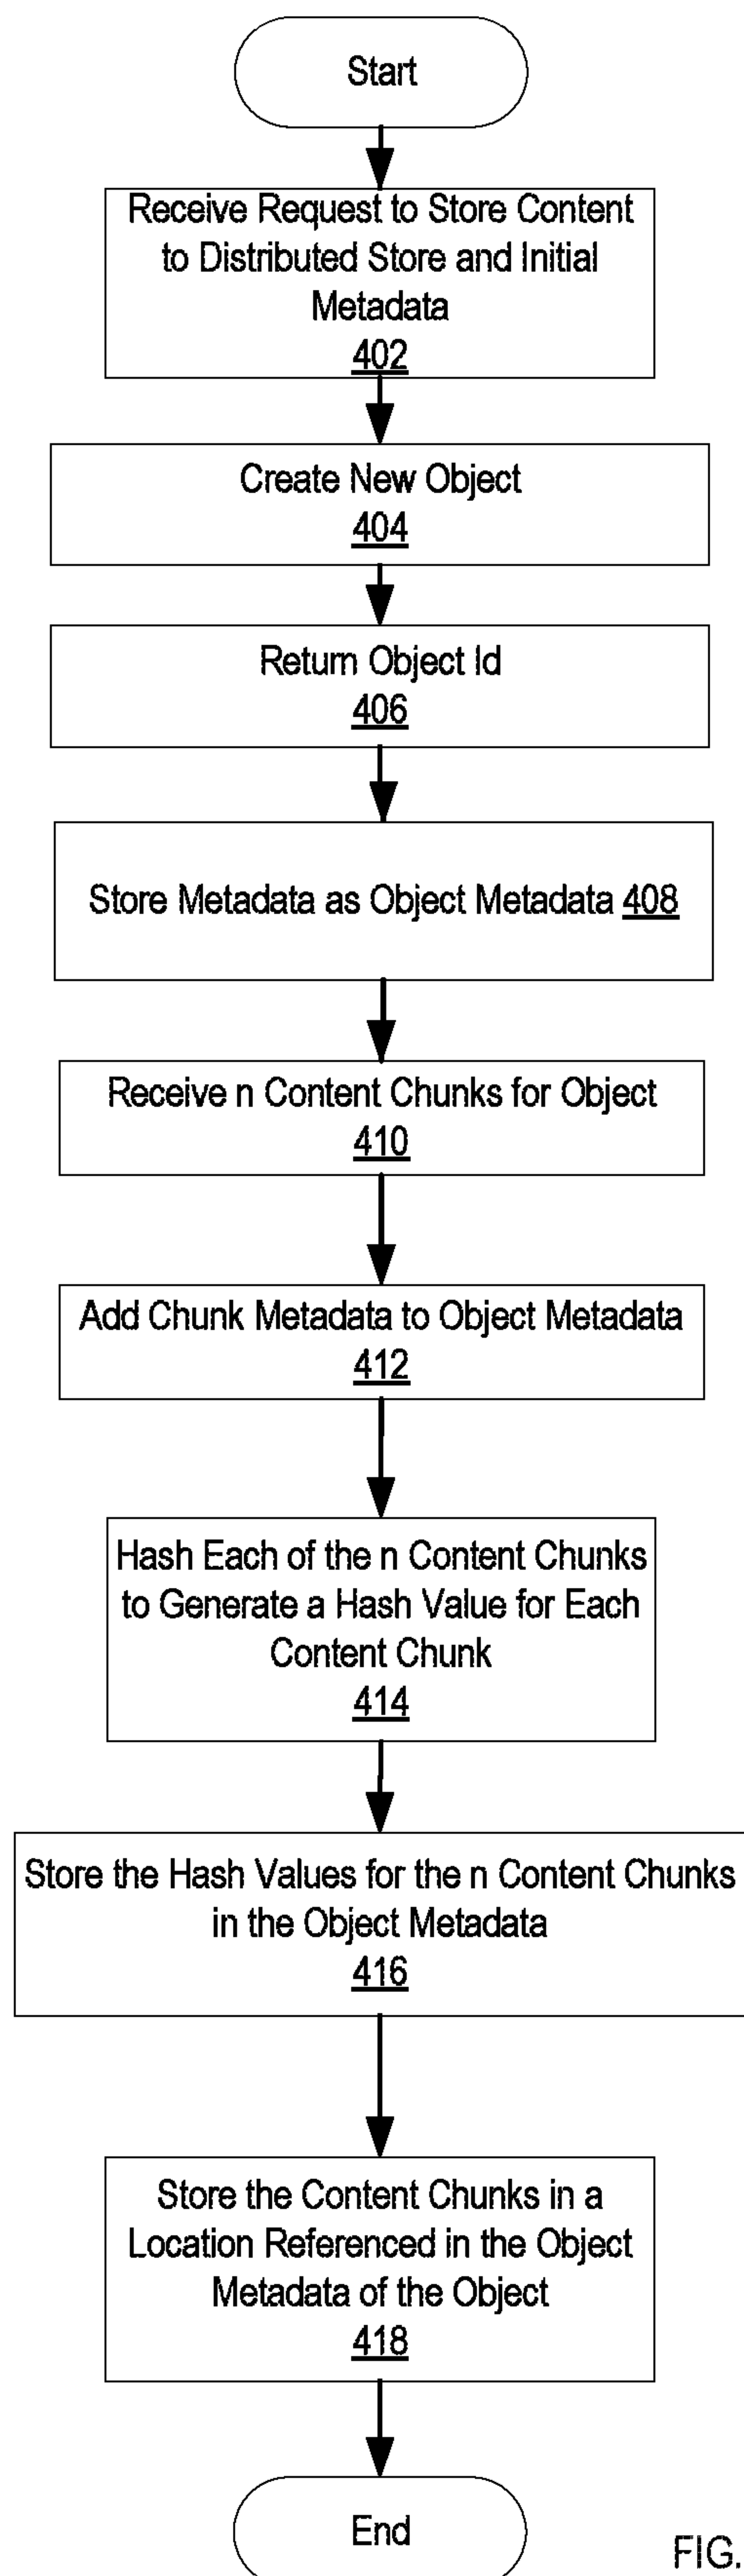 Start
Receive Request to Store Content
to Distributed Store and Initial
Metadata
402
Create New Object
404
Return Object Id
406
Store Metadata as Object Metadata 408
Receive n Content Chunks for Object
410
Add Chunk Metadata to Object Metadata
412
Hash Each of the n Content Chunks
to Generate a Hash Value for Each
Content Chunk
414
Store the Hash Values for the n Content Chunks
in the Object Metadata
416
Store the Content Chunks in a
Location Referenced in the Object
Metadata of the Object
418
End
FIG.